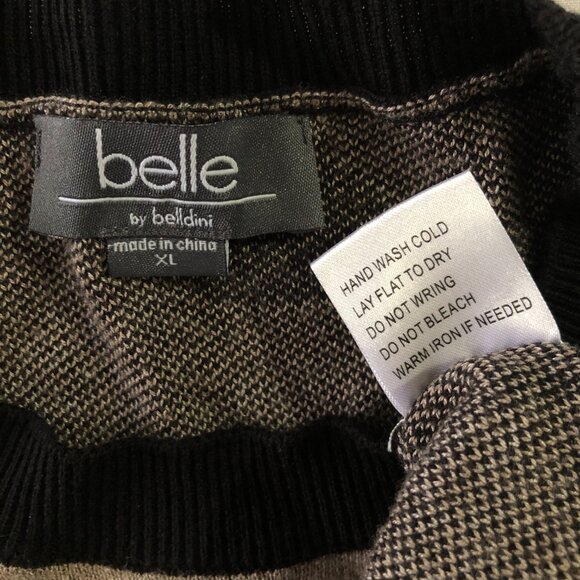 belle
by belldini
made in china
XL
HAND WASH COLD
LAY FLAT TO DRY
DO NOT WRING
DO NOT BLEACH
WARM IRON IF NEEDED